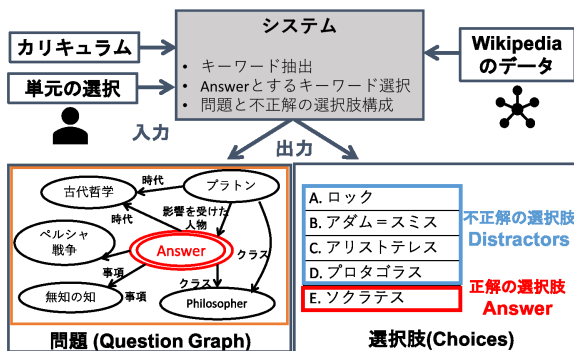 カリキュラム
単元の選択
入力
システム
• キーワード抽出
• Answerとするキーワード選択
• 問題と不正解の選択肢構成
Wikipedia
のデータ
出力
古代哲学
時代
プラトン
時代
影響を受けた
人物
ペルシャ
戦争
Answer
クラス
事項
無知の知
事項
クラス
Philosopher
問題 (Question Graph)
A. ロック
B. アダム＝スミス
C. アリストテレス
D. プロタゴラス
E. ソクラテス
不正解の選択肢
Distractors
正解の選択肢
Answer
選択肢(Choices)